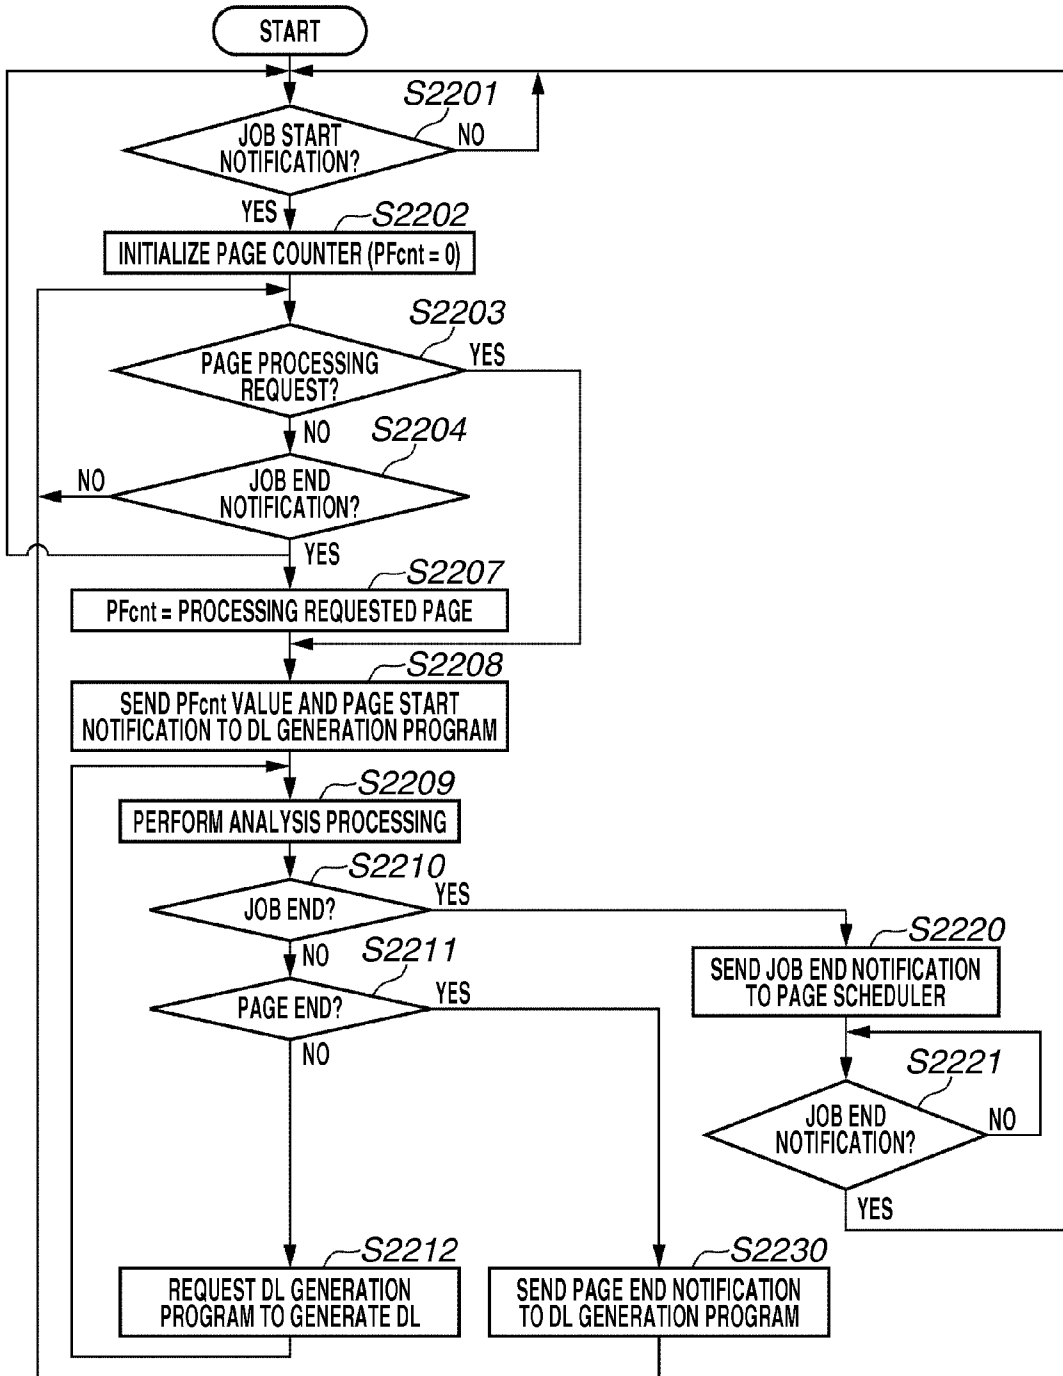 START
S2201
JOB START
NOTIFICATION?
NO
YES
S2202
INITIALIZE PAGE COUNTER (PFcnt = 0)
S2203
PAGE PROCESSING
REQUEST?
YES
NO
S2204
JOB END
NOTIFICATION?
NO
YES
S2207
PFcnt = PROCESSING REQUESTED PAGE
S2208
SEND PFcnt VALUE AND PAGE START
NOTIFICATION TO DL GENERATION PROGRAM
S2209
PERFORM ANALYSIS PROCESSING
S2210
JOB END?
YES
NO
S2220
SEND JOB END NOTIFICATION
TO PAGE SCHEDULER
S2211
PAGE END?
YES
NO
S2221
JOB END
NOTIFICATION?
NO
YES
S2212
REQUEST DL GENERATION
PROGRAM TO GENERATE DL
S2230
SEND PAGE END NOTIFICATION
TO DL GENERATION PROGRAM